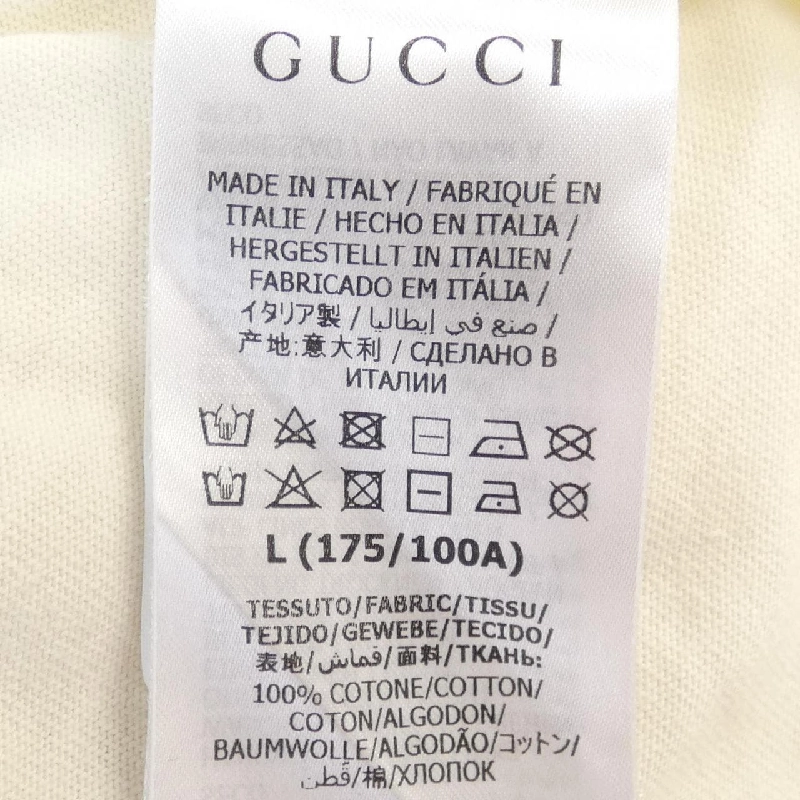 GUCCI
MADE IN ITALY / FABRIQUÉ EN
ITALIE / HECHO EN ITALIA /
HERGESTELLT IN ITALIEN /
FABRICADO EM ITÁLIA /
イタリア製 / صنع في إيطاليا /
产地:意大利 / СДЕЛАНО В
ИТАЛИИ
L (175/100A)
TESSUTO/FABRIC/TISSU/
TEJIDO/GEWEBE/TECIDO/
表地/قماش/面料/ТКАНЬ:
100% COTONE/COTTON/
COTON/ALGODON/
BAUMWOLLE/ALGODÃO/コットン/
قطن/棉/ХЛОПОК